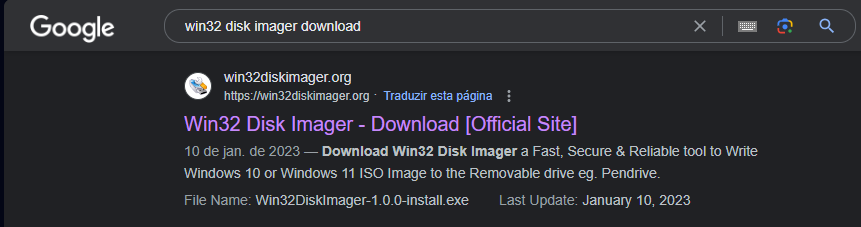 Google
win32 disk imager download
win32diskimager.org
https://win32diskimager.org · Traduzir esta página
Win32 Disk Imager - Download [Official Site]
10 de jan. de 2023 — Download Win32 Disk Imager a Fast, Secure & Reliable tool to Write
Windows 10 or Windows 11 ISO Image to the Removable drive eg. Pendrive.
File Name: Win32DiskImager-1.0.0-install.exe Last Update: January 10, 2023